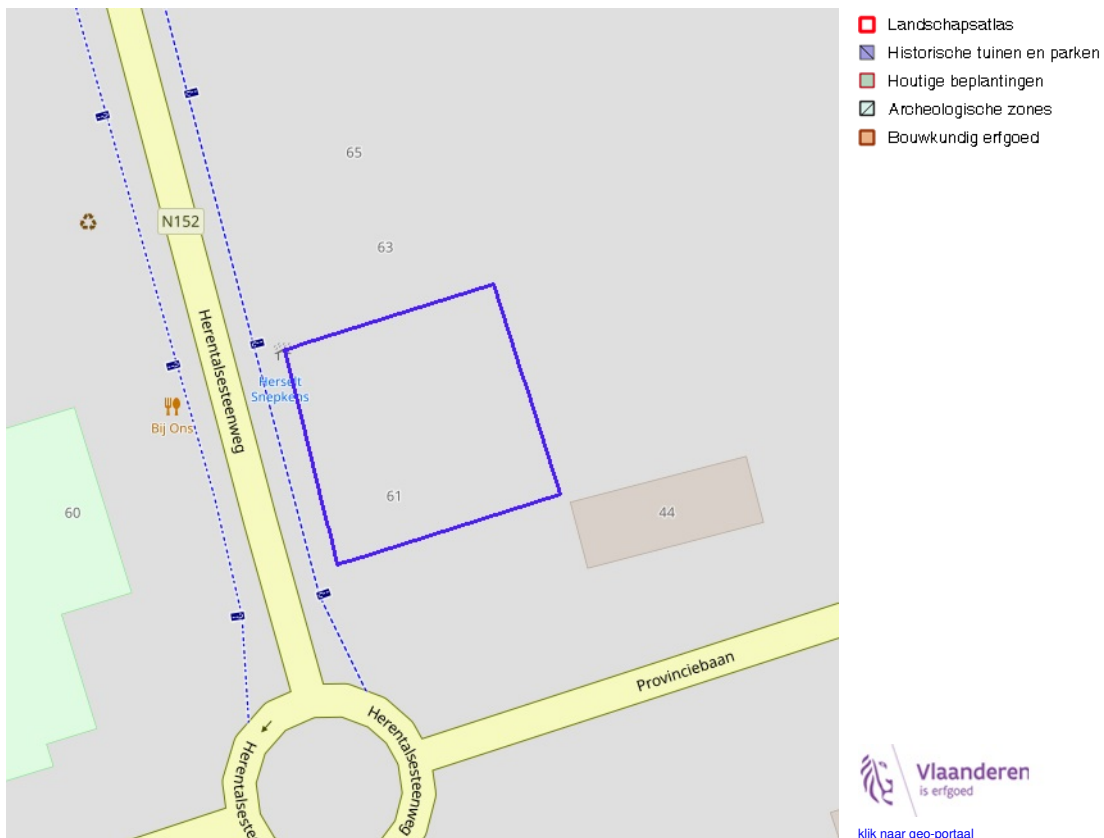 65
63
N152
Herentalsesteenweg
Herselt
Snepkens
Bij Ons
61
60
44
Provinciebaan
Herentalsesteenweg
Herentalseste
Landschapsatlas
Historische tuinen en parken
Houtige beplantingen
Archeologische zones
Bouwkundig erfgoed
Vlaanderen
is erfgoed
klik naar geo-portaal